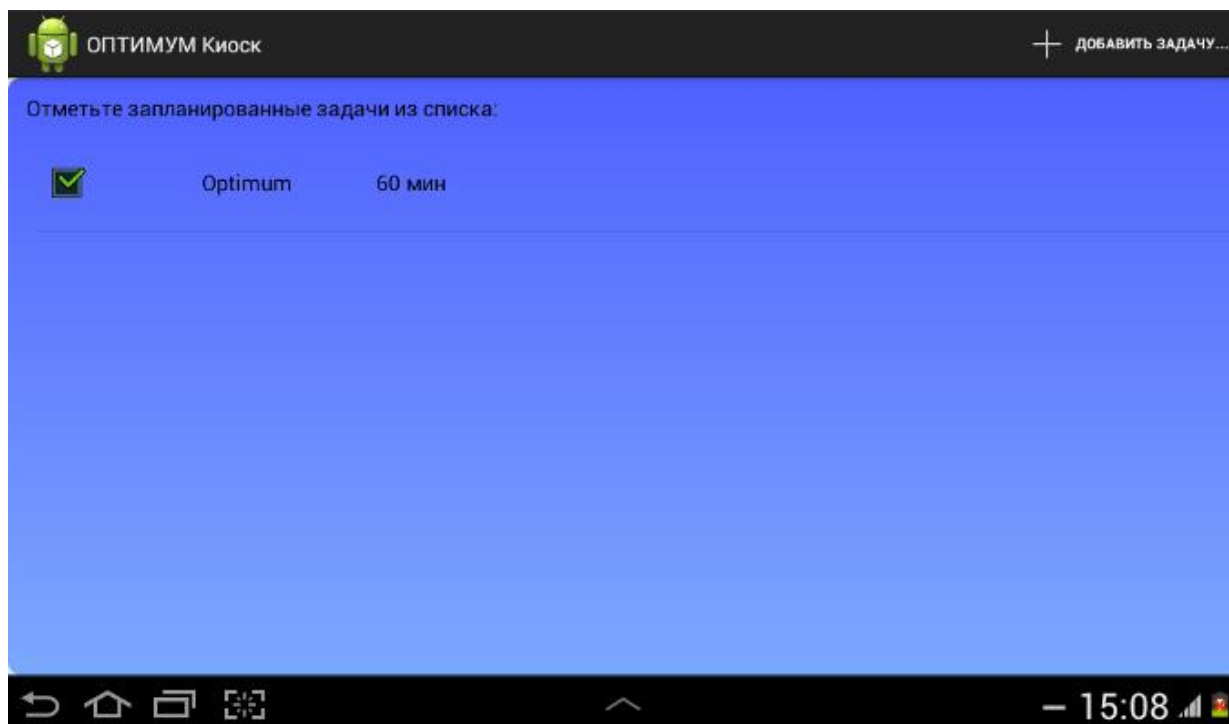 ОПТИМУМ Киоск
ДОБАВИТЬ ЗАДАЧУ...
Отметьте запланированные задачи из списка:
Optimum 60 мин
15:08